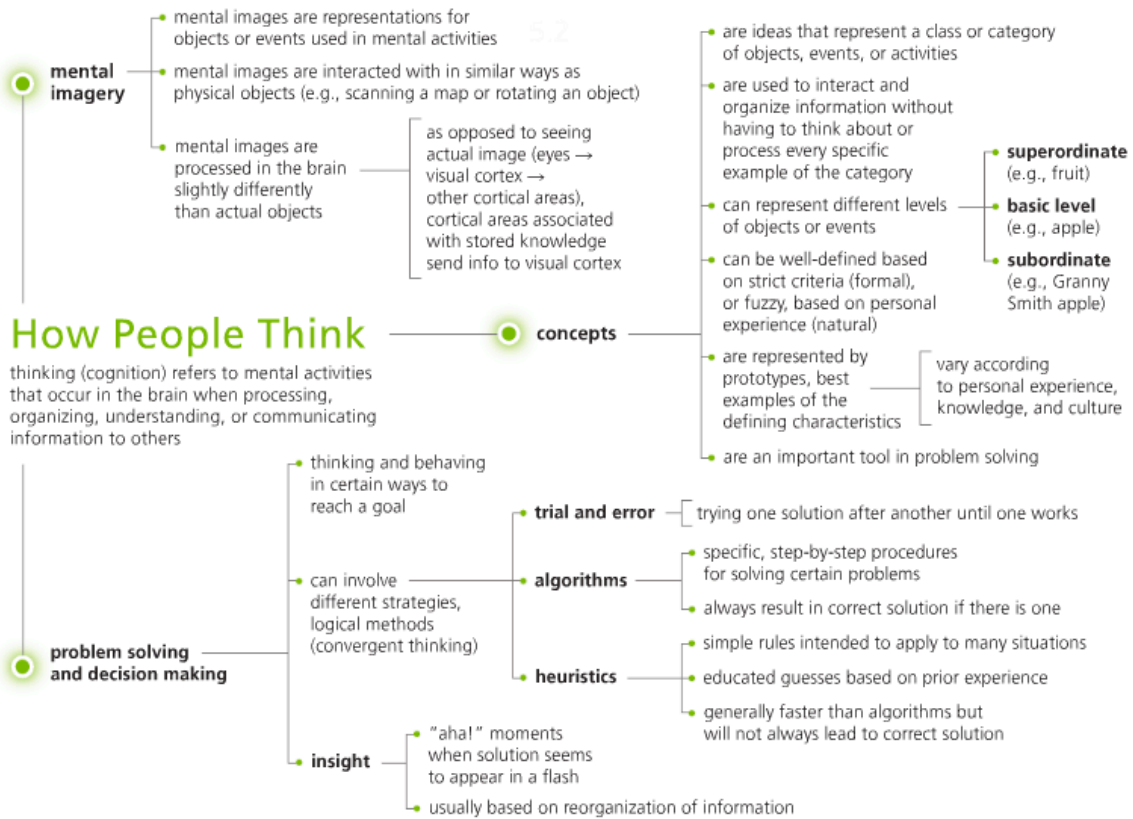 5.2
mental
imagery
mental images are representations for
objects or events used in mental activities
mental images are interacted with in similar ways as
physical objects (e.g., scanning a map or rotating an object)
mental images are
processed in the brain
slightly differently
than actual objects
as opposed to seeing
actual image (eyes →
visual cortex →
other cortical areas),
cortical areas associated
with stored knowledge
send info to visual cortex
How People Think
thinking (cognition) refers to mental activities
that occur in the brain when processing,
organizing, understanding, or communicating
information to others
concepts
are ideas that represent a class or category
of objects, events, or activities
are used to interact and
organize information without
having to think about or
process every specific
example of the category
can represent different levels
of objects or events
superordinate
(e.g., fruit)
basic level
(e.g., apple)
subordinate
(e.g., Granny
Smith apple)
can be well-defined based
on strict criteria (formal),
or fuzzy, based on personal
experience (natural)
are represented by
prototypes, best
examples of the
defining characteristics
vary according
to personal experience,
knowledge, and culture
are an important tool in problem solving
problem solving
and decision making
thinking and behaving
in certain ways to
reach a goal
can involve
different strategies,
logical methods
(convergent thinking)
trial and error
trying one solution after another until one works
algorithms
specific, step-by-step procedures
for solving certain problems
always result in correct solution if there is one
heuristics
simple rules intended to apply to many situations
educated guesses based on prior experience
generally faster than algorithms but
will not always lead to correct solution
insight
"aha!" moments
when solution seems
to appear in a flash
usually based on reorganization of information